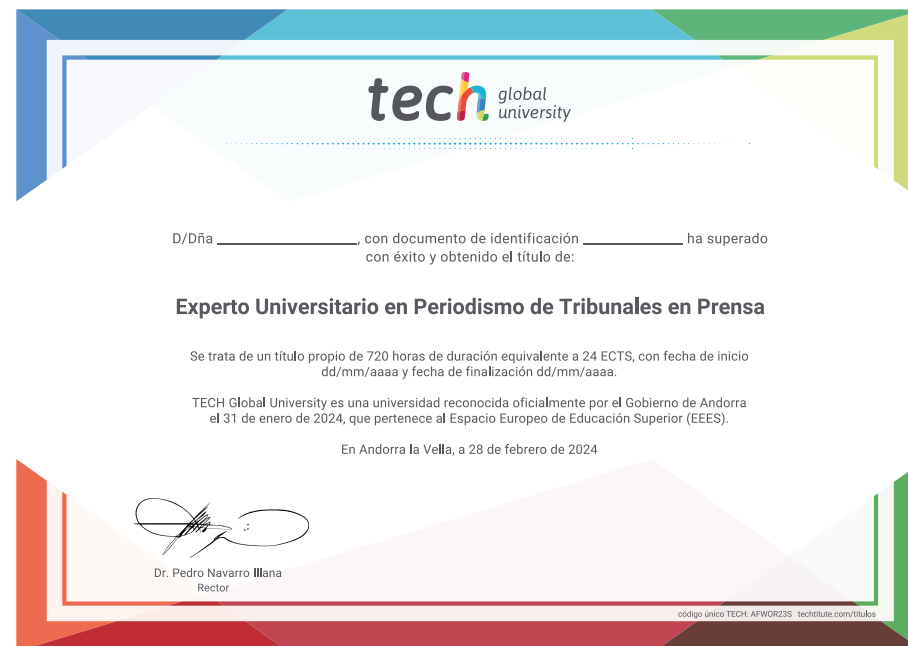 tech global university
D/Dña ____________________, con documento de identificación ______________ ha superado
con éxito y obtenido el título de:
Experto Universitario en Periodismo de Tribunales en Prensa
Se trata de un título propio de 720 horas de duración equivalente a 24 ECTS, con fecha de inicio
dd/mm/aaaa y fecha de finalización dd/mm/aaaa.
TECH Global University es una universidad reconocida oficialmente por el Gobierno de Andorra
el 31 de enero de 2024, que pertenece al Espacio Europeo de Educación Superior (EEES).
En Andorra la Vella, a 28 de febrero de 2024
Dr. Pedro Navarro Illana
Rector
código único TECH: AFWOR23S techtitute.com/titulos